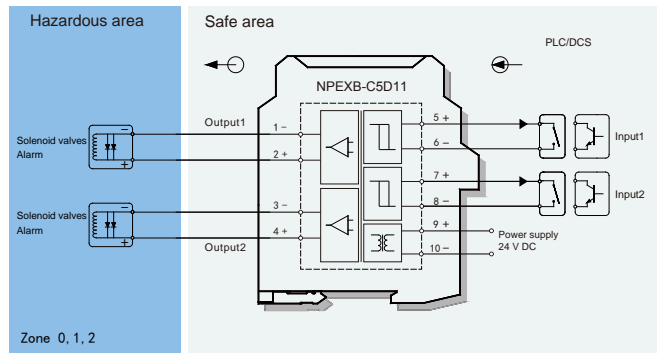 Hazardous area
Safe area
PLC/DCS
NPEXB-C5D11
Output1
1 −
2 +
5 +
6 −
Input1
Solenoid valves
Alarm
−
+
7 +
8 −
Input2
Solenoid valves
Alarm
−
+
3 −
4 +
Output2
9 +
10 −
Power supply
24 V DC
Zone 0, 1, 2